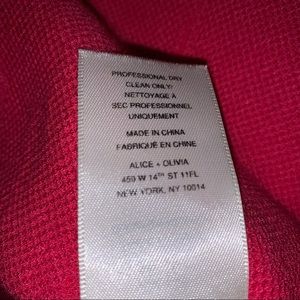 PROFESSIONAL DRY
CLEAN ONLY/
NETTOYAGE À
SEC PROFESSIONNEL
UNIQUEMENT
MADE IN CHINA
FABRIQUÉ EN CHINE
ALICE + OLIVIA
450 W 14TH ST 11FL
NEW YORK, NY 10014